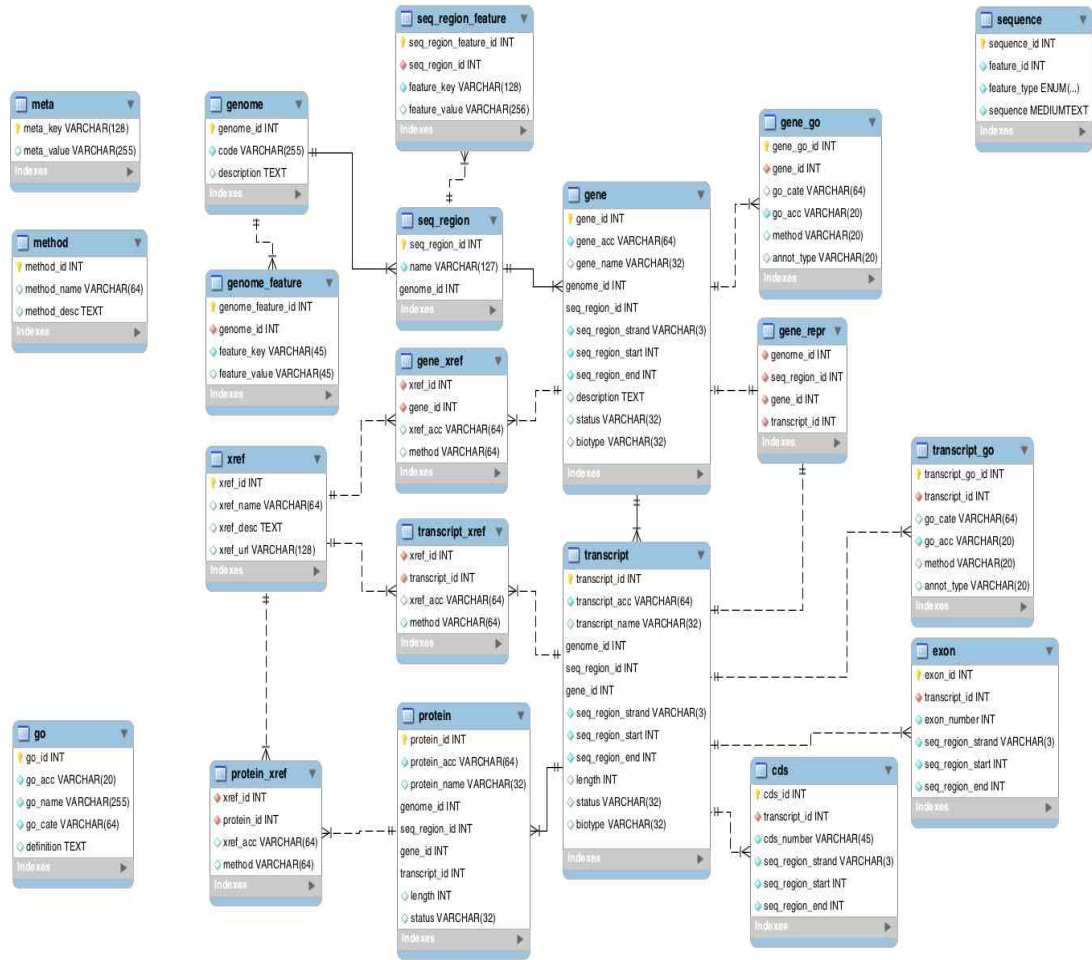 seq_region_feature
seq_region_feature_id INT
seq_region_id INT
feature_key VARCHAR(128)
feature_value VARCHAR(256)
Indexes
sequence
sequence_id INT
feature_id INT
feature_type ENUM(...)
sequence MEDIUMTEXT
Indexes
meta
meta_key VARCHAR(128)
meta_value VARCHAR(255)
Indexes
genome
genome_id INT
code VARCHAR(255)
description TEXT
Indexes
gene_go
gene_go_id INT
gene_id INT
go_cate VARCHAR(64)
go_acc VARCHAR(20)
method VARCHAR(20)
annot_type VARCHAR(20)
Indexes
gene
gene_id INT
gene_acc VARCHAR(64)
gene_name VARCHAR(32)
genome_id INT
seq_region_id INT
seq_region_strand VARCHAR(3)
seq_region_start INT
seq_region_end INT
description TEXT
status VARCHAR(32)
biotype VARCHAR(32)
Indexes
seq_region
seq_region_id INT
name VARCHAR(127)
genome_id INT
Indexes
method
method_id INT
method_name VARCHAR(64)
method_desc TEXT
Indexes
genome_feature
genome_feature_id INT
genome_id INT
feature_key VARCHAR(45)
feature_value VARCHAR(45)
Indexes
gene_repr
genome_id INT
seq_region_id INT
gene_id INT
transcript_id INT
Indexes
gene_xref
xref_id INT
gene_id INT
xref_acc VARCHAR(64)
method VARCHAR(64)
Indexes
xref
xref_id INT
xref_name VARCHAR(64)
xref_desc TEXT
xref_url VARCHAR(128)
Indexes
transcript_go
transcript_go_id INT
transcript_id INT
go_cate VARCHAR(64)
go_acc VARCHAR(20)
method VARCHAR(20)
annot_type VARCHAR(20)
Indexes
transcript_xref
xref_id INT
transcript_id INT
xref_acc VARCHAR(64)
method VARCHAR(64)
Indexes
transcript
transcript_id INT
transcript_acc VARCHAR(64)
transcript_name VARCHAR(32)
genome_id INT
seq_region_id INT
gene_id INT
seq_region_strand VARCHAR(3)
seq_region_start INT
seq_region_end INT
length INT
status VARCHAR(32)
biotype VARCHAR(32)
Indexes
exon
exon_id INT
transcript_id INT
exon_number INT
seq_region_strand VARCHAR(3)
seq_region_start INT
seq_region_end INT
Indexes
protein
protein_id INT
protein_acc VARCHAR(64)
protein_name VARCHAR(32)
genome_id INT
seq_region_id INT
gene_id INT
transcript_id INT
length INT
status VARCHAR(32)
Indexes
go
go_id INT
go_acc VARCHAR(20)
go_name VARCHAR(255)
go_cate VARCHAR(64)
definition TEXT
Indexes
protein_xref
xref_id INT
protein_id INT
xref_acc VARCHAR(64)
method VARCHAR(64)
Indexes
cds
cds_id INT
transcript_id INT
cds_number VARCHAR(45)
seq_region_strand VARCHAR(3)
seq_region_start INT
seq_region_end INT
Indexes